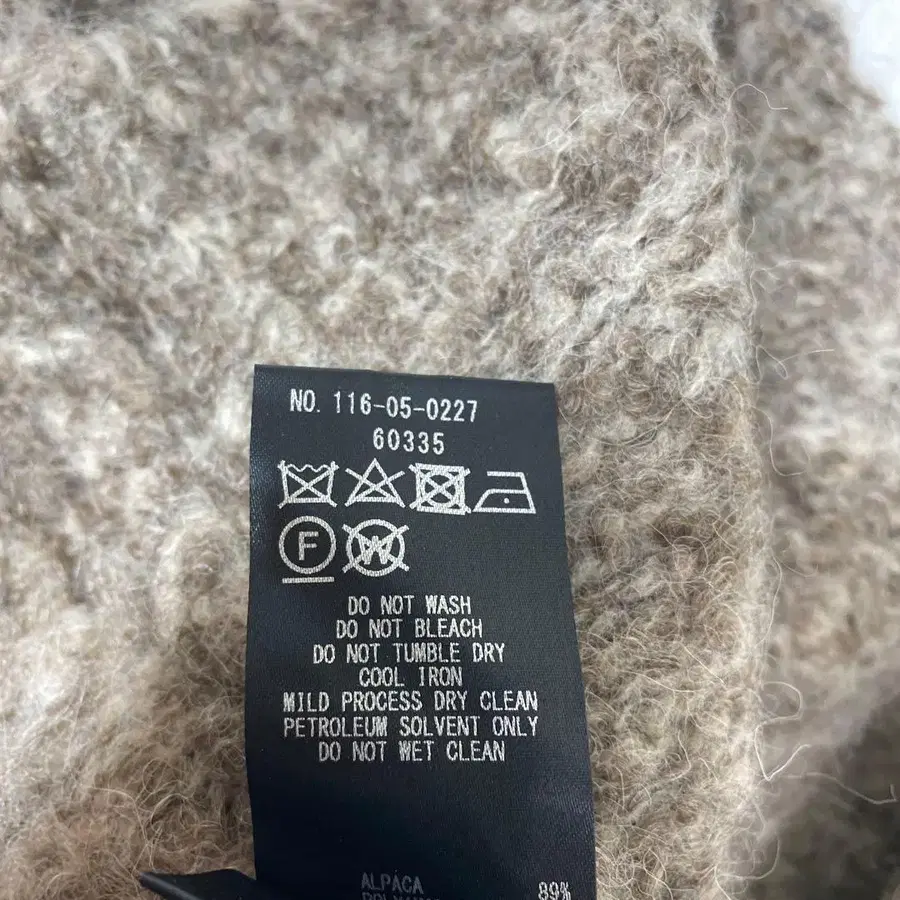 NO. 116-05-0227
60335
F
W
DO NOT WASH
DO NOT BLEACH
DO NOT TUMBLE DRY
COOL IRON
MILD PROCESS DRY CLEAN
PETROLEUM SOLVENT ONLY
DO NOT WET CLEAN
ALPACA 89%